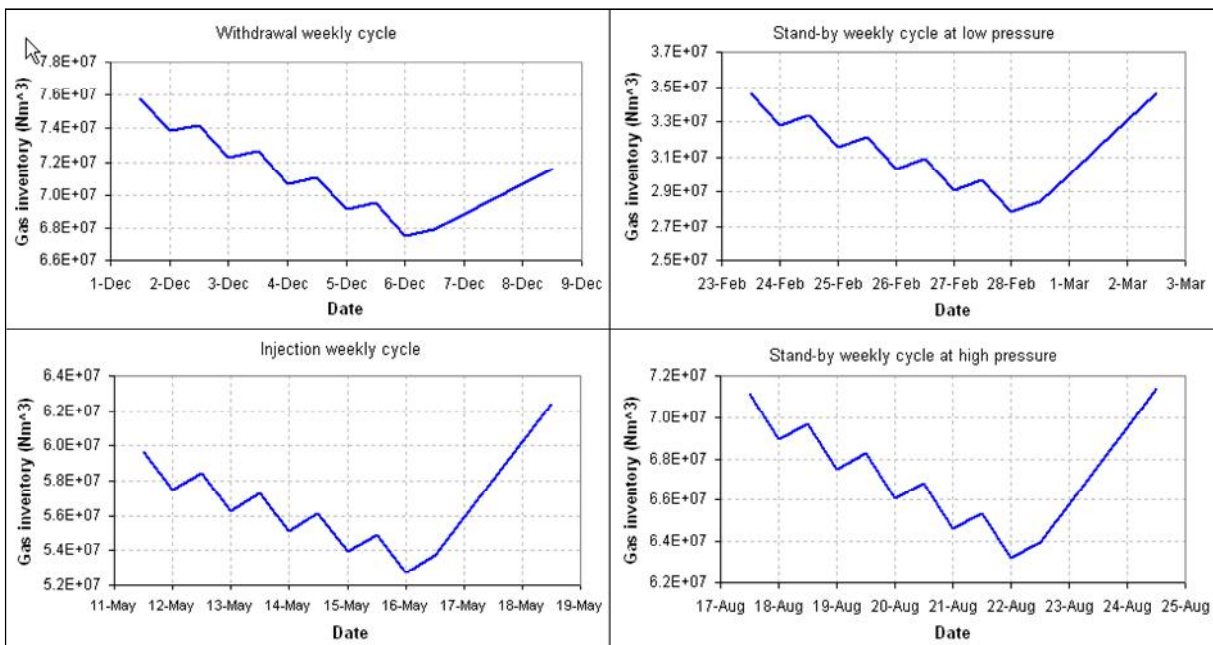 Withdrawal weekly cycle
Gas inventory (Nm^3)
7.8E+07
7.6E+07
7.4E+07
7.2E+07
7.0E+07
6.8E+07
6.6E+07
1-Dec 2-Dec 3-Dec 4-Dec 5-Dec 6-Dec 7-Dec 8-Dec 9-Dec
Date
Stand-by weekly cycle at low pressure
Gas inventory (Nm^3)
3.7E+07
3.5E+07
3.3E+07
3.1E+07
2.9E+07
2.7E+07
2.5E+07
23-Feb 24-Feb 25-Feb 26-Feb 27-Feb 28-Feb 1-Mar 2-Mar 3-Mar
Date
Injection weekly cycle
Gas inventory (Nm^3)
6.4E+07
6.2E+07
6.0E+07
5.8E+07
5.6E+07
5.4E+07
5.2E+07
11-May 12-May 13-May 14-May 15-May 16-May 17-May 18-May 19-May
Date
Stand-by weekly cycle at high pressure
Gas inventory (Nm^3)
7.2E+07
7.0E+07
6.8E+07
6.6E+07
6.4E+07
6.2E+07
17-Aug 18-Aug 19-Aug 20-Aug 21-Aug 22-Aug 23-Aug 24-Aug 25-Aug
Date